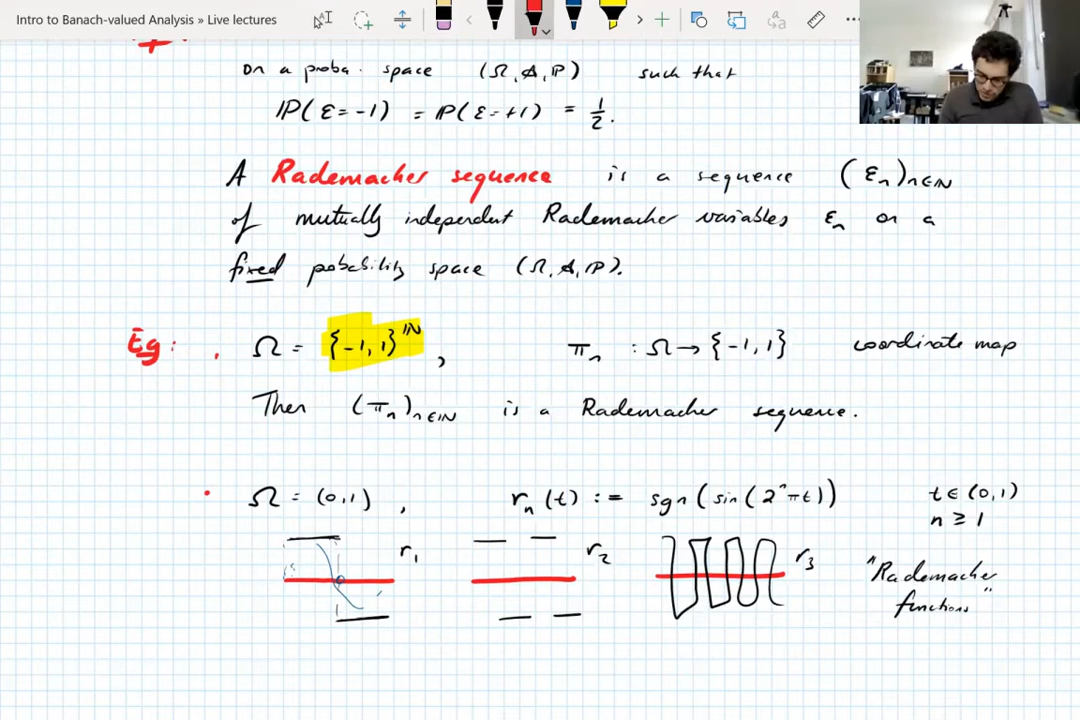 Intro to Banach-valued Analysis » Live lectures
on a proba. space (Ω, A, P) such that
P(ε=-1) = P(ε=+1) = 1/2.
A Rademacher sequence is a sequence (εn)n∈N
of mutually independent Rademacher variables εn on a
fixed probability space (Ω, A, P).
Eg: · Ω = {-1, 1}^N, πn : Ω → {-1, 1} coordinate map
Then (πn)n∈N is a Rademacher sequence.
· Ω = (0,1), rn(t) := sgn(sin(2^n πt)) t ∈ (0,1)
n ≥ 1
r1 r2 r3 "Rademacher
functions"